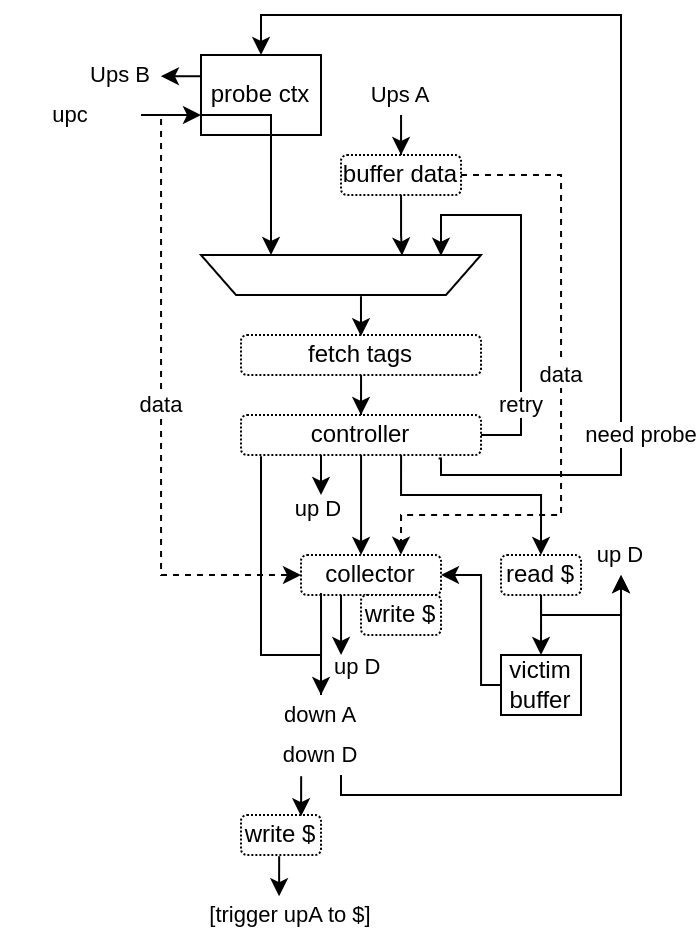 Ups B
probe ctx
Ups A
upc
buffer data
fetch tags
data
data
retry
controller
need probe
up D
collector
read $
up D
write $
up D
victim
buffer
down A
down D
write $
[trigger upA to $]